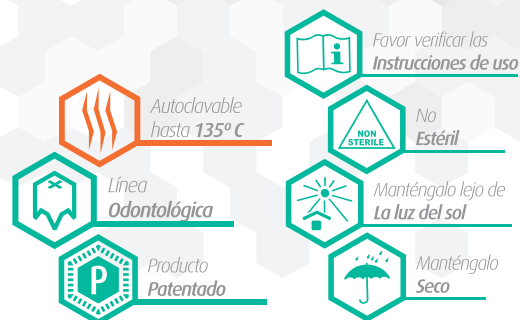 Autoclavable
hasta 135º C
Línea
Odontológica
P
Producto
Patentado
i
Favor verificar las
Instrucciones de uso
NON
STERILE
No
Estéril
Manténgalo lejo de
La luz del sol
Manténgalo
Seco